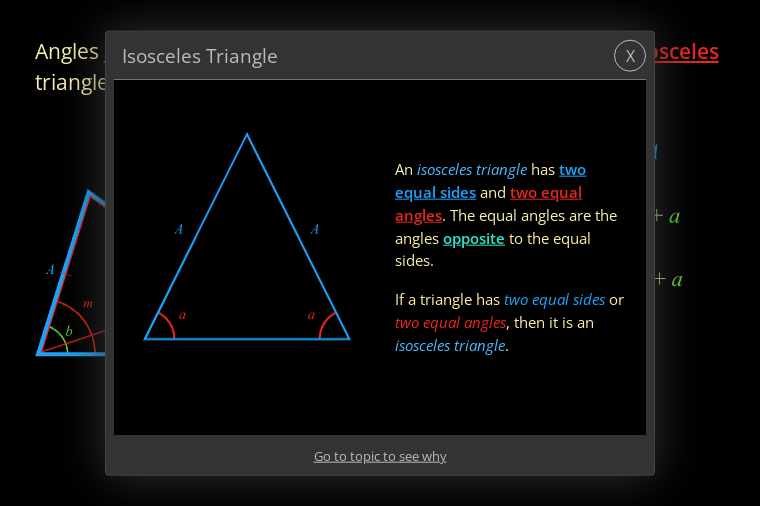 Isosceles Triangle
X
Angles
osceles
triangle
An isosceles triangle has two
equal sides and two equal
angles. The equal angles are the
angles opposite to the equal
sides.
If a triangle has two equal sides or
two equal angles, then it is an
isosceles triangle.
A
A
a
a
A
m
b
+ a
+ a
Go to topic to see why